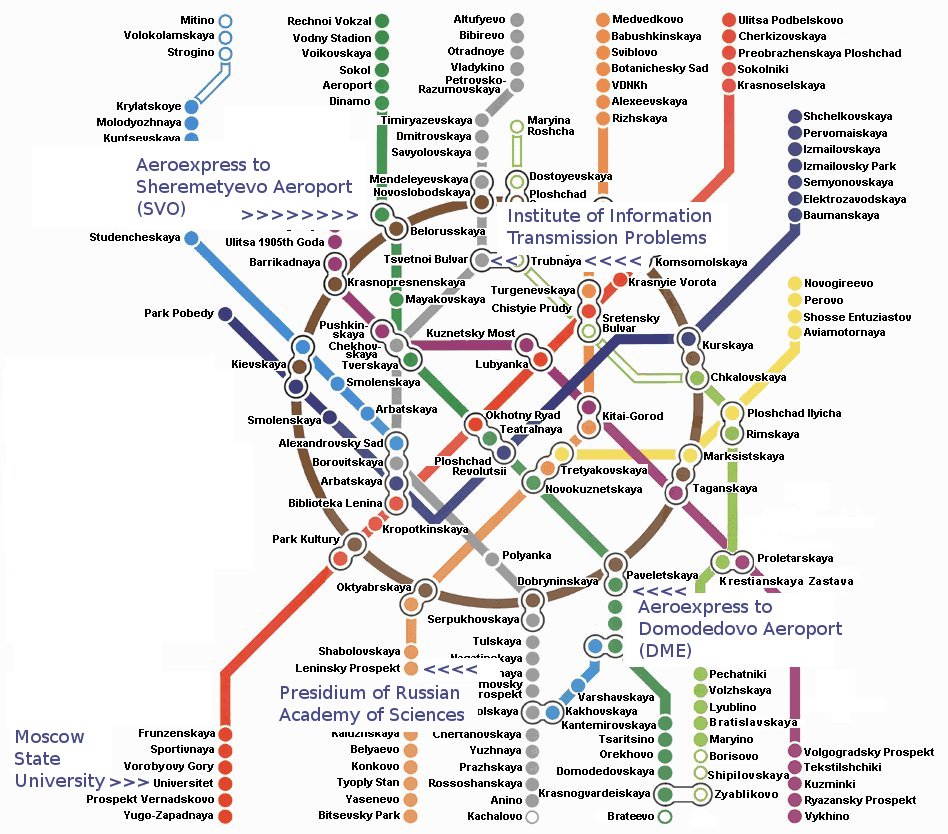 Mitino
Volokolamskaya
Strogino
Krylatskoye
Molodyozhnaya
Kuntsevskaya
Rechnoi Vokzal
Vodny Stadion
Voikovskaya
Sokol
Aeroport
Dinamo
Altufyevo
Bibirevo
Otradnoye
Vladykino
Petrovsko-
Razumovskaya
Timiryazevskaya
Dmitrovskaya
Savyolovskaya
Mendeleyevskaya
Novoslobodskaya
Maryina
Roshcha
Dostoyevskaya
Ploshchad
Medvedkovo
Babushkinskaya
Sviblovo
Botanichesky Sad
VDNKh
Alexeevskaya
Rizhskaya
Ulitsa Podbelskovo
Cherkizovskaya
Preobrazhenskaya Ploshchad
Sokolniki
Krasnoselskaya
Shchelkovskaya
Pervomaiskaya
Izmailovskaya
Izmailovsky Park
Semyonovskaya
Elektrozavodskaya
Baumanskaya
Aeroexpress to
Sheremetyevo Aeroport
(SVO) >>>>>>>>
Institute of Information
Transmission Problems
Studencheskaya
Ulitsa 1905th Goda
Barrikadnaya
Krasnopresnenskaya
Belorusskaya
Tsvetnoi Bulvar
<< Trubnaya <<<<<
Komsomolskaya
Krasnyie Vorota
Turgenevskaya
Chistyie Prudy
Sretensky
Bulvar
Mayakovskaya
Novogireevo
Perovo
Shosse Entuziastov
Aviamotornaya
Park Pobedy
Pushkin-
skaya
Chekhov-
skaya
Tverskaya
Kuznetsky Most
Lubyanka
Kurskaya
Chkalovskaya
Kievskaya
Smolenskaya
Arbatskaya
Smolenskaya
Alexandrovsky Sad
Borovitskaya
Arbatskaya
Biblioteka Lenina
Kropotkinskaya
Okhotny Ryad
Teatralnaya
Ploshchad
Revolutsii
Kitai-Gorod
Tretyakovskaya
Novokuznetskaya
Ploshchad Ilyicha
Rimskaya
Marksistskaya
Taganskaya
Park Kultury
Polyanka
Oktyabrskaya
Dobryninskaya
Serpukhovskaya
Paveletskaya
Proletarskaya
Krestianskaya Zastava
<<<<
Aeroexpress to
Domodedovo Aeroport
(DME)
Shabolovskaya
Leninsky Prospekt <<<<
Presidium of Russian
Academy of Sciences
Tulskaya
Varshavskaya
Kakhovskaya
Kantemirovskaya
Tsaritsino
Orekhovo
Domodedovskaya
Krasnogvardeiskaya
Brateevo
Pechatniki
Volzhskaya
Lyublino
Bratislavskaya
Maryino
Borisovo
Shipilovskaya
Zyablikovo
Moscow
State
University >>>
Frunzenskaya
Sportivnaya
Vorobyovy Gory
Universitet
Prospekt Vernadskovo
Yugo-Zapadnaya
Kaluzhskaya
Belyaevo
Konkovo
Tyoply Stan
Yasenevo
Bitsevsky Park
Chertanovskaya
Yuzhnaya
Prazhskaya
Rossoshanskaya
Anino
Kachalovo
Volgogradsky Prospekt
Tekstilshchiki
Kuzminki
Ryazansky Prospekt
Vykhino